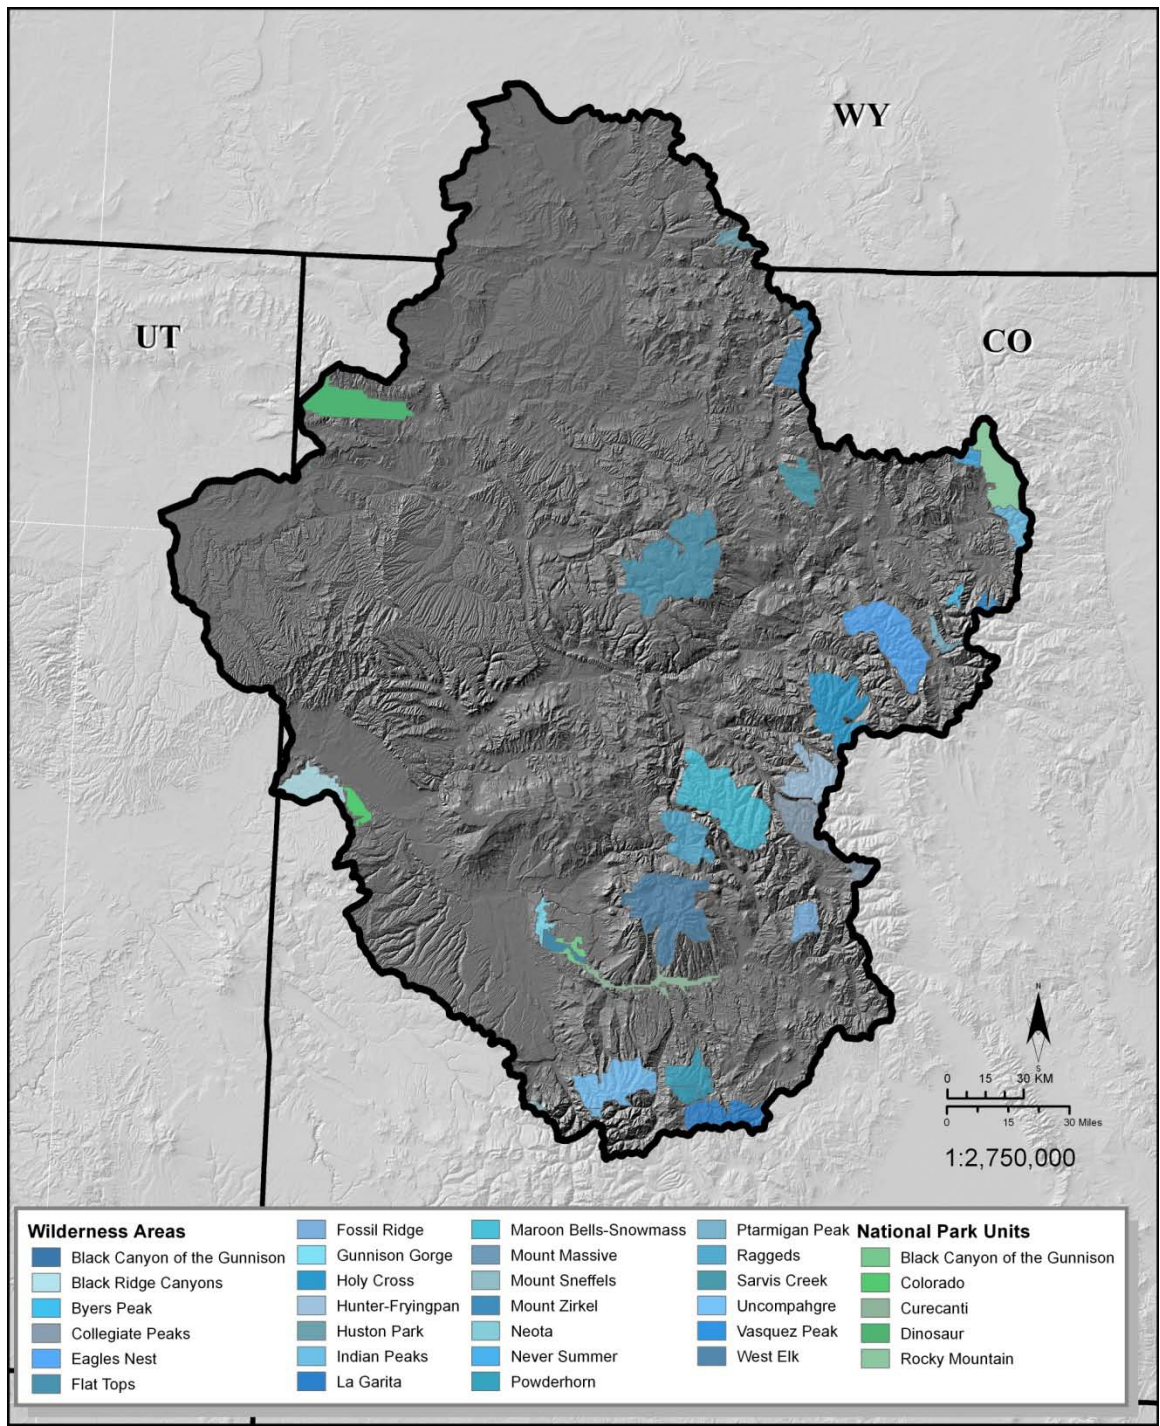 WY
UT
CO
N
S
0 15 30 KM
0 15 30 Miles
1:2,750,000
Wilderness Areas
Black Canyon of the Gunnison
Black Ridge Canyons
Byers Peak
Collegiate Peaks
Eagles Nest
Flat Tops
Fossil Ridge
Gunnison Gorge
Holy Cross
Hunter-Fryingpan
Huston Park
Indian Peaks
La Garita
Maroon Bells-Snowmass
Mount Massive
Mount Sneffels
Mount Zirkel
Neota
Never Summer
Powderhorn
Ptarmigan Peak
Raggeds
Sarvis Creek
Uncompahgre
Vasquez Peak
West Elk
National Park Units
Black Canyon of the Gunnison
Colorado
Curecanti
Dinosaur
Rocky Mountain